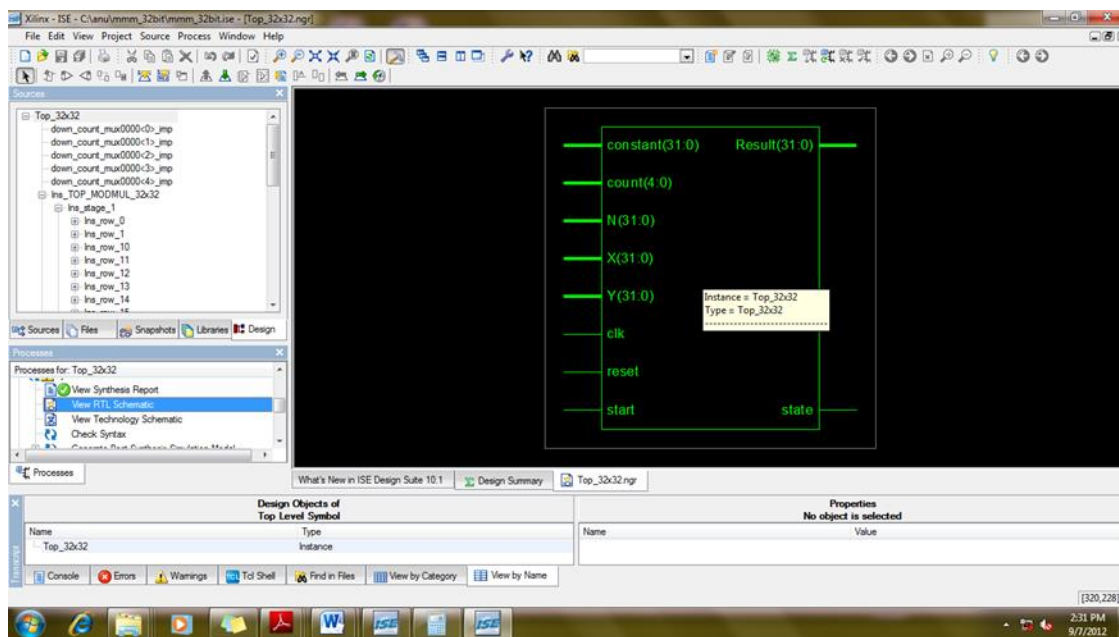 Xilinx - ISE - C:\anu\mmm_32bit\mmm_32bit.ise - [Top_32x32.ngr]
File Edit View Project Source Process Window Help
Sources
Top_32x32
down_count_mux0000<0>_imp
down_count_mux0000<1>_imp
down_count_mux0000<2>_imp
down_count_mux0000<3>_imp
down_count_mux0000<4>_imp
Ins_TOP_MODMUL_32x32
Ins_stage_1
Ins_row_0
Ins_row_1
Ins_row_10
Ins_row_11
Ins_row_12
Ins_row_13
Ins_row_14
Sources Files Snapshots Libraries Design
Processes
Processes for: Top_32x32
View Synthesis Report
View RTL Schematic
View Technology Schematic
Check Syntax
Processes
constant(31:0) Result(31:0)
count(4:0)
N(31:0)
X(31:0)
Y(31:0)
Instance = Top_32x32
Type = Top_32x32
clk
reset
start state
What's New in ISE Design Suite 10.1 Design Summary Top_32x32.ngr
Design Objects of
Top Level Symbol
Properties
No object is selected
Name Type Name Value
Top_32x32 Instance
Transcript
Console Errors Warnings Tcl Shell Find in Files View by Category View by Name
[320,228]
ISE ISE
2:31 PM
9/7/2012